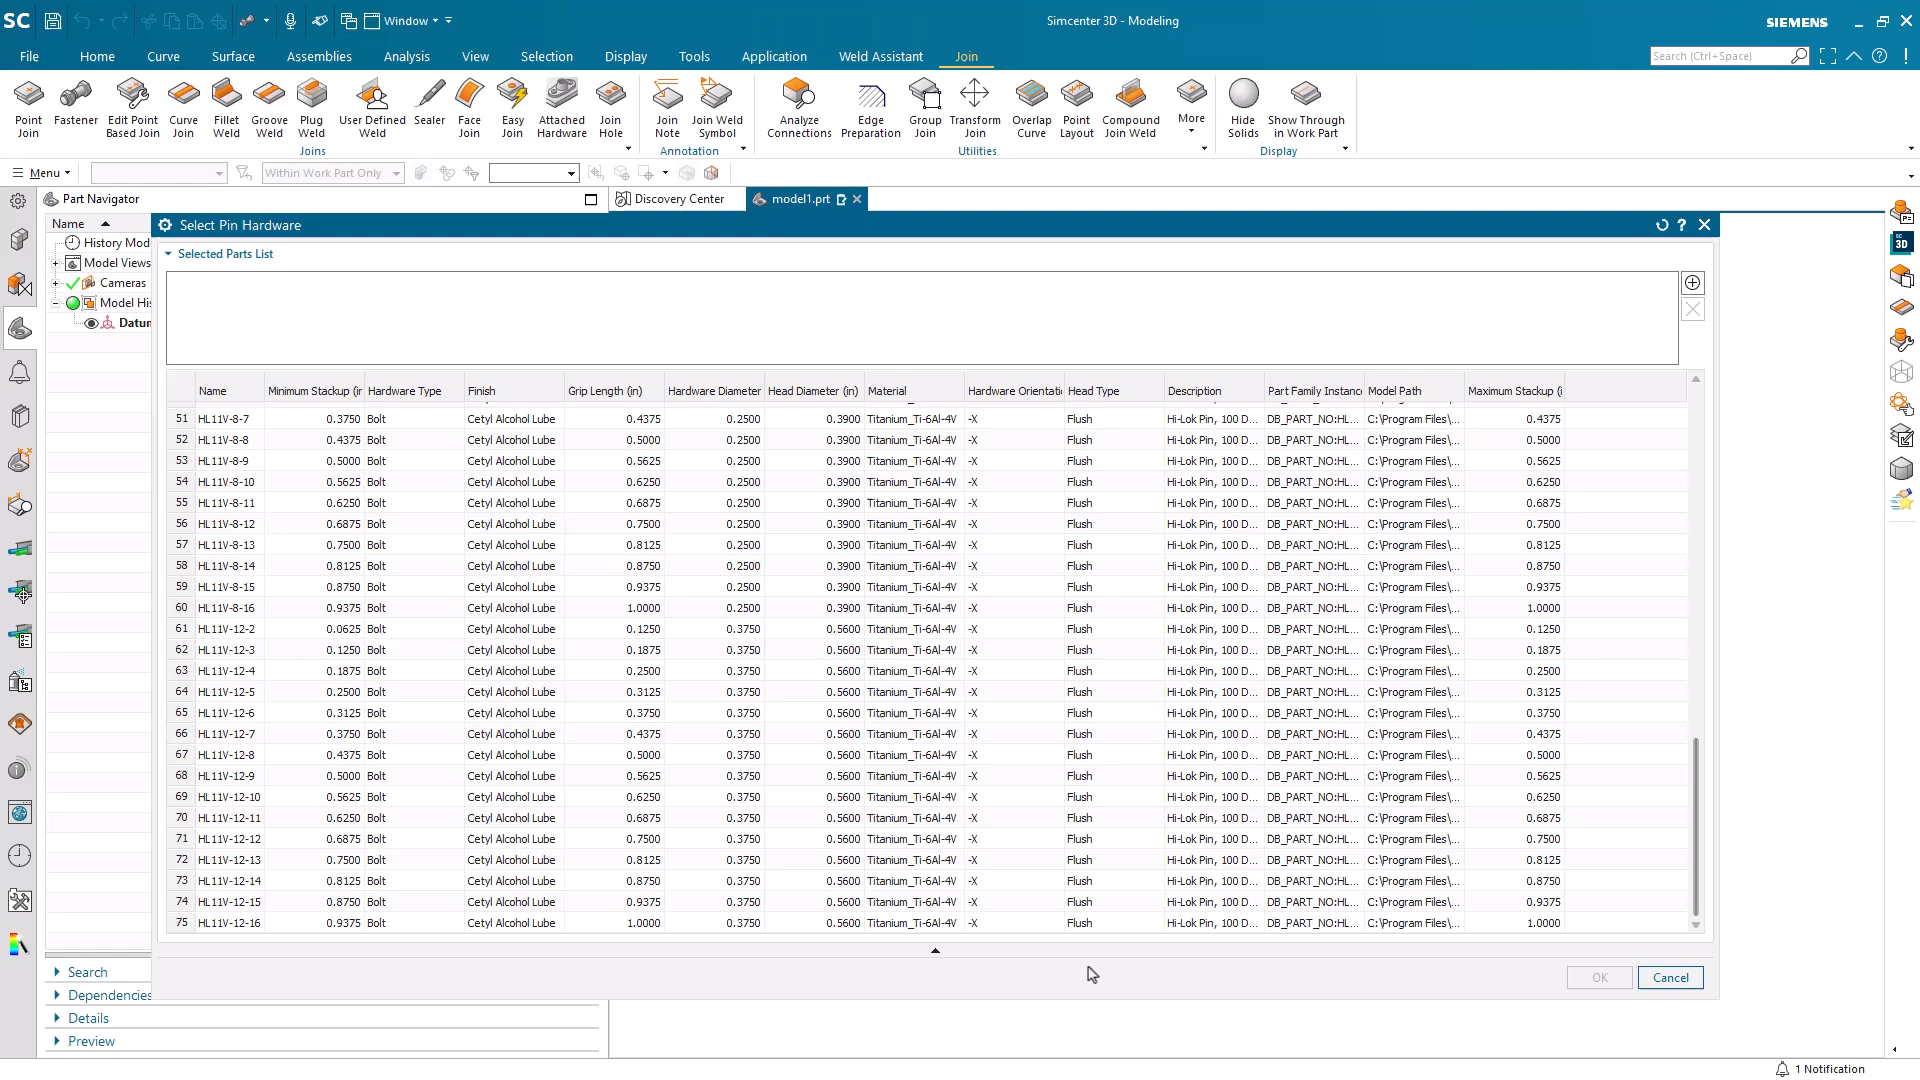 SC Window Simcenter 3D - Modeling SIEMENS
File Home Curve Surface Assemblies Analysis View Selection Display Tools Application Weld Assistant Join Search (Ctrl+Space)
Point Join Fastener Edit Point Based Join Curve Join Fillet Weld Groove Weld Plug Weld User Defined Weld Sealer Face Join Easy Join Attached Hardware Join Hole Join Note Join Weld Symbol Analyze Connections Edge Preparation Group Join Transform Join Overlap Curve Point Layout Compound Join Weld More Hide Solids Show Through in Work Part
Joins Annotation Utilities Display
Menu Within Work Part Only
Part Navigator Discovery Center model1.prt
Name
History Mod
Model Views
Cameras
Model His
Datun
Select Pin Hardware
Selected Parts List
Name Minimum Stackup (ir Hardware Type Finish Grip Length (in) Hardware Diameter Head Diameter (in) Material Hardware Orientatic Head Type Description Part Family Instanc Model Path Maximum Stackup (i
51 HL11V-8-7 0.3750 Bolt Cetyl Alcohol Lube 0.4375 0.2500 0.3900 Titanium_Ti-6Al-4V -X Flush Hi-Lok Pin, 100 D... DB_PART_NO:HL... C:\Program Files\... 0.4375
52 HL11V-8-8 0.4375 Bolt Cetyl Alcohol Lube 0.5000 0.2500 0.3900 Titanium_Ti-6Al-4V -X Flush Hi-Lok Pin, 100 D... DB_PART_NO:HL... C:\Program Files\... 0.5000
53 HL11V-8-9 0.5000 Bolt Cetyl Alcohol Lube 0.5625 0.2500 0.3900 Titanium_Ti-6Al-4V -X Flush Hi-Lok Pin, 100 D... DB_PART_NO:HL... C:\Program Files\... 0.5625
54 HL11V-8-10 0.5625 Bolt Cetyl Alcohol Lube 0.6250 0.2500 0.3900 Titanium_Ti-6Al-4V -X Flush Hi-Lok Pin, 100 D... DB_PART_NO:HL... C:\Program Files\... 0.6250
55 HL11V-8-11 0.6250 Bolt Cetyl Alcohol Lube 0.6875 0.2500 0.3900 Titanium_Ti-6Al-4V -X Flush Hi-Lok Pin, 100 D... DB_PART_NO:HL... C:\Program Files\... 0.6875
56 HL11V-8-12 0.6875 Bolt Cetyl Alcohol Lube 0.7500 0.2500 0.3900 Titanium_Ti-6Al-4V -X Flush Hi-Lok Pin, 100 D... DB_PART_NO:HL... C:\Program Files\... 0.7500
57 HL11V-8-13 0.7500 Bolt Cetyl Alcohol Lube 0.8125 0.2500 0.3900 Titanium_Ti-6Al-4V -X Flush Hi-Lok Pin, 100 D... DB_PART_NO:HL... C:\Program Files\... 0.8125
58 HL11V-8-14 0.8125 Bolt Cetyl Alcohol Lube 0.8750 0.2500 0.3900 Titanium_Ti-6Al-4V -X Flush Hi-Lok Pin, 100 D... DB_PART_NO:HL... C:\Program Files\... 0.8750
59 HL11V-8-15 0.8750 Bolt Cetyl Alcohol Lube 0.9375 0.2500 0.3900 Titanium_Ti-6Al-4V -X Flush Hi-Lok Pin, 100 D... DB_PART_NO:HL... C:\Program Files\... 0.9375
60 HL11V-8-16 0.9375 Bolt Cetyl Alcohol Lube 1.0000 0.2500 0.3900 Titanium_Ti-6Al-4V -X Flush Hi-Lok Pin, 100 D... DB_PART_NO:HL... C:\Program Files\... 1.0000
61 HL11V-12-2 0.0625 Bolt Cetyl Alcohol Lube 0.1250 0.3750 0.5600 Titanium_Ti-6Al-4V -X Flush Hi-Lok Pin, 100 D... DB_PART_NO:HL... C:\Program Files\... 0.1250
62 HL11V-12-3 0.1250 Bolt Cetyl Alcohol Lube 0.1875 0.3750 0.5600 Titanium_Ti-6Al-4V -X Flush Hi-Lok Pin, 100 D... DB_PART_NO:HL... C:\Program Files\... 0.1875
63 HL11V-12-4 0.1875 Bolt Cetyl Alcohol Lube 0.2500 0.3750 0.5600 Titanium_Ti-6Al-4V -X Flush Hi-Lok Pin, 100 D... DB_PART_NO:HL... C:\Program Files\... 0.2500
64 HL11V-12-5 0.2500 Bolt Cetyl Alcohol Lube 0.3125 0.3750 0.5600 Titanium_Ti-6Al-4V -X Flush Hi-Lok Pin, 100 D... DB_PART_NO:HL... C:\Program Files\... 0.3125
65 HL11V-12-6 0.3125 Bolt Cetyl Alcohol Lube 0.3750 0.3750 0.5600 Titanium_Ti-6Al-4V -X Flush Hi-Lok Pin, 100 D... DB_PART_NO:HL... C:\Program Files\... 0.3750
66 HL11V-12-7 0.3750 Bolt Cetyl Alcohol Lube 0.4375 0.3750 0.5600 Titanium_Ti-6Al-4V -X Flush Hi-Lok Pin, 100 D... DB_PART_NO:HL... C:\Program Files\... 0.4375
67 HL11V-12-8 0.4375 Bolt Cetyl Alcohol Lube 0.5000 0.3750 0.5600 Titanium_Ti-6Al-4V -X Flush Hi-Lok Pin, 100 D... DB_PART_NO:HL... C:\Program Files\... 0.5000
68 HL11V-12-9 0.5000 Bolt Cetyl Alcohol Lube 0.5625 0.3750 0.5600 Titanium_Ti-6Al-4V -X Flush Hi-Lok Pin, 100 D... DB_PART_NO:HL... C:\Program Files\... 0.5625
69 HL11V-12-10 0.5625 Bolt Cetyl Alcohol Lube 0.6250 0.3750 0.5600 Titanium_Ti-6Al-4V -X Flush Hi-Lok Pin, 100 D... DB_PART_NO:HL... C:\Program Files\... 0.6250
70 HL11V-12-11 0.6250 Bolt Cetyl Alcohol Lube 0.6875 0.3750 0.5600 Titanium_Ti-6Al-4V -X Flush Hi-Lok Pin, 100 D... DB_PART_NO:HL... C:\Program Files\... 0.6875
71 HL11V-12-12 0.6875 Bolt Cetyl Alcohol Lube 0.7500 0.3750 0.5600 Titanium_Ti-6Al-4V -X Flush Hi-Lok Pin, 100 D... DB_PART_NO:HL... C:\Program Files\... 0.7500
72 HL11V-12-13 0.7500 Bolt Cetyl Alcohol Lube 0.8125 0.3750 0.5600 Titanium_Ti-6Al-4V -X Flush Hi-Lok Pin, 100 D... DB_PART_NO:HL... C:\Program Files\... 0.8125
73 HL11V-12-14 0.8125 Bolt Cetyl Alcohol Lube 0.8750 0.3750 0.5600 Titanium_Ti-6Al-4V -X Flush Hi-Lok Pin, 100 D... DB_PART_NO:HL... C:\Program Files\... 0.8750
74 HL11V-12-15 0.8750 Bolt Cetyl Alcohol Lube 0.9375 0.3750 0.5600 Titanium_Ti-6Al-4V -X Flush Hi-Lok Pin, 100 D... DB_PART_NO:HL... C:\Program Files\... 0.9375
75 HL11V-12-16 0.9375 Bolt Cetyl Alcohol Lube 1.0000 0.3750 0.5600 Titanium_Ti-6Al-4V -X Flush Hi-Lok Pin, 100 D... DB_PART_NO:HL... C:\Program Files\... 1.0000
OK Cancel
Search
Dependencies
Details
Preview
1 Notification
SC
3D